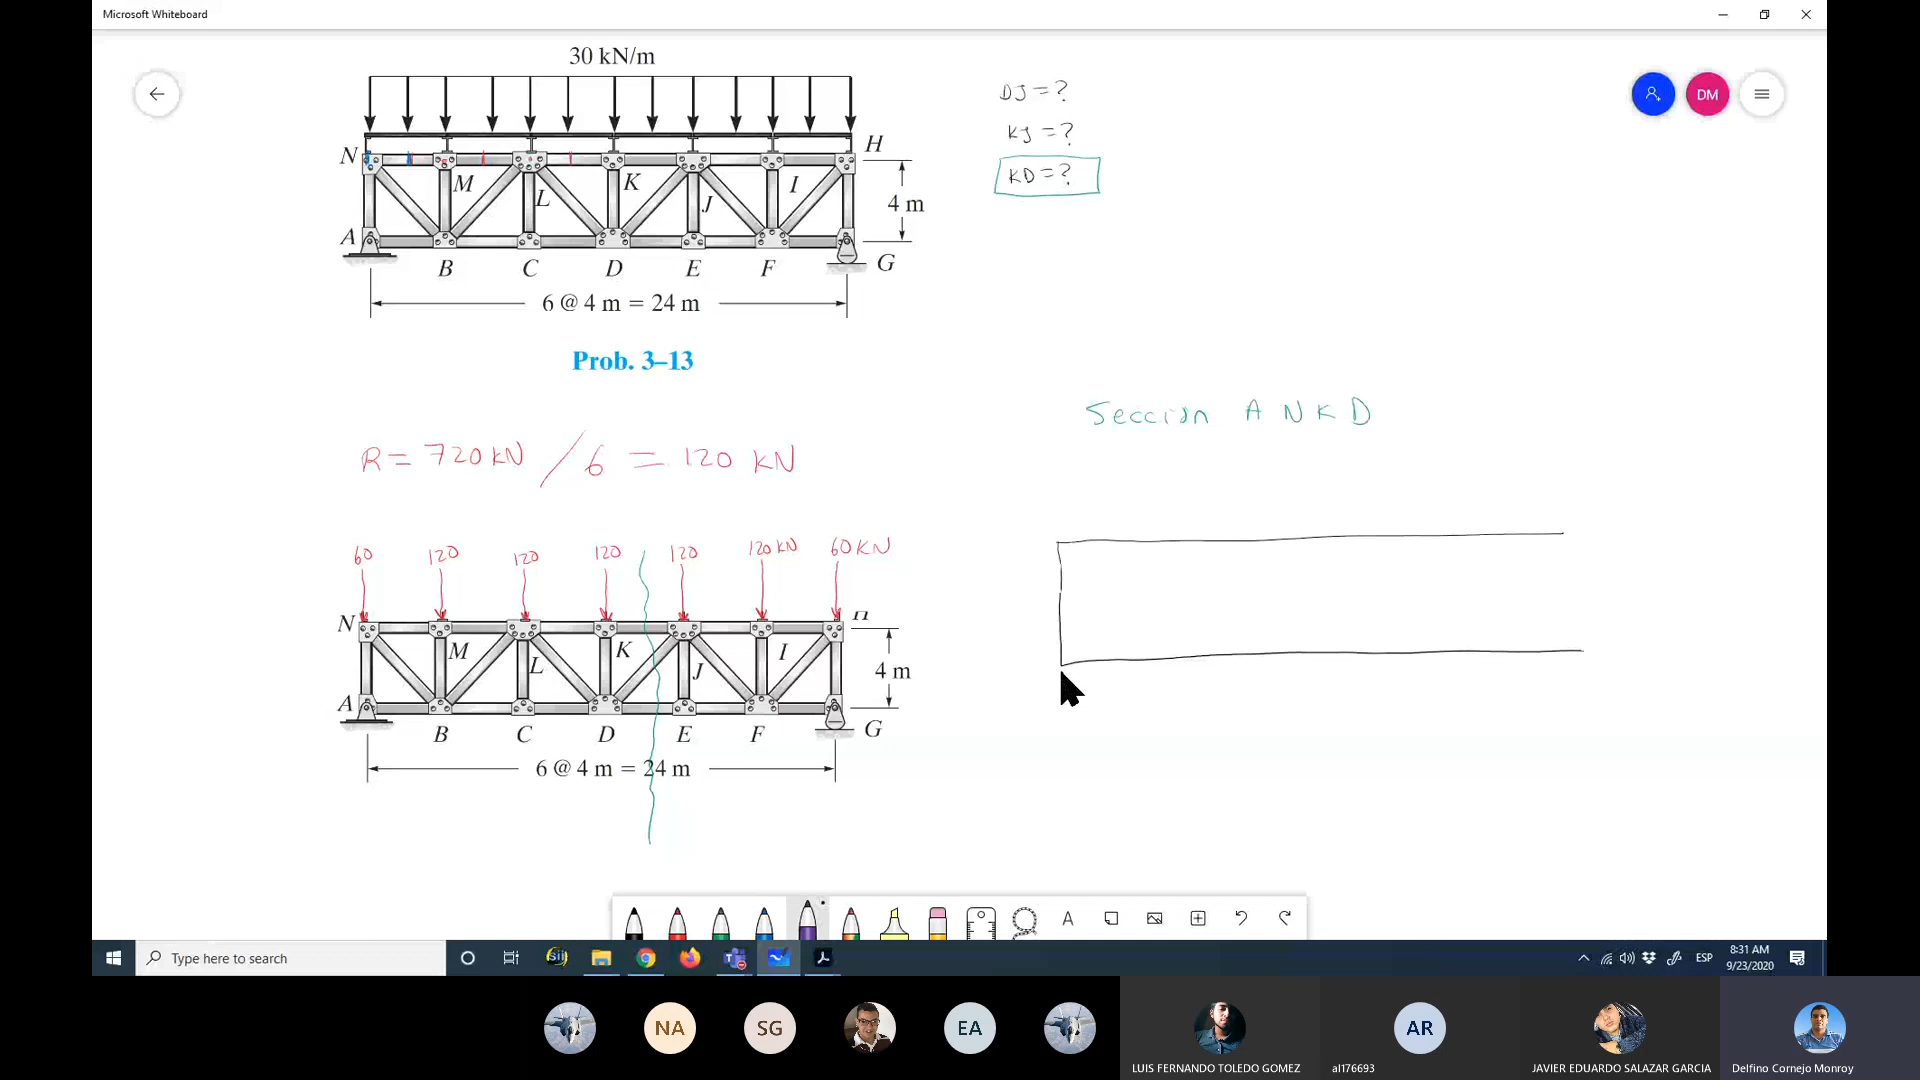 Microsoft Whiteboard
30 kN/m
DJ = ?
KJ = ?
KD = ?
DM
N
H
M
L
K
J
I
4 m
A
B
C
D
E
F
G
6 @ 4 m = 24 m
Prob. 3–13
Seccion A N K D
R = 720 KN / 6 = 120 KN
60
120
120
120
120
120 KN
60 KN
N
M
L
K
J
I
4 m
A
B
C
D
E
F
G
6 @ 4 m = 24 m
A
Type here to search
sii
ESP
8:31 AM
9/23/2020
NA
SG
EA
AR
LUIS FERNANDO TOLEDO GOMEZ
al176693
JAVIER EDUARDO SALAZAR GARCIA
Delfino Cornejo Monroy